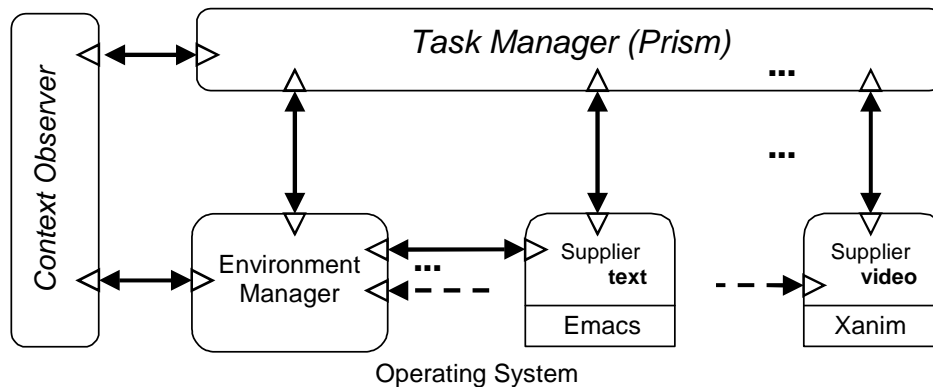 Task Manager (Prism)
...
Context Observer
...
Environment
Manager
...
Supplier
text
Emacs
Supplier
video
Xanim
Operating System